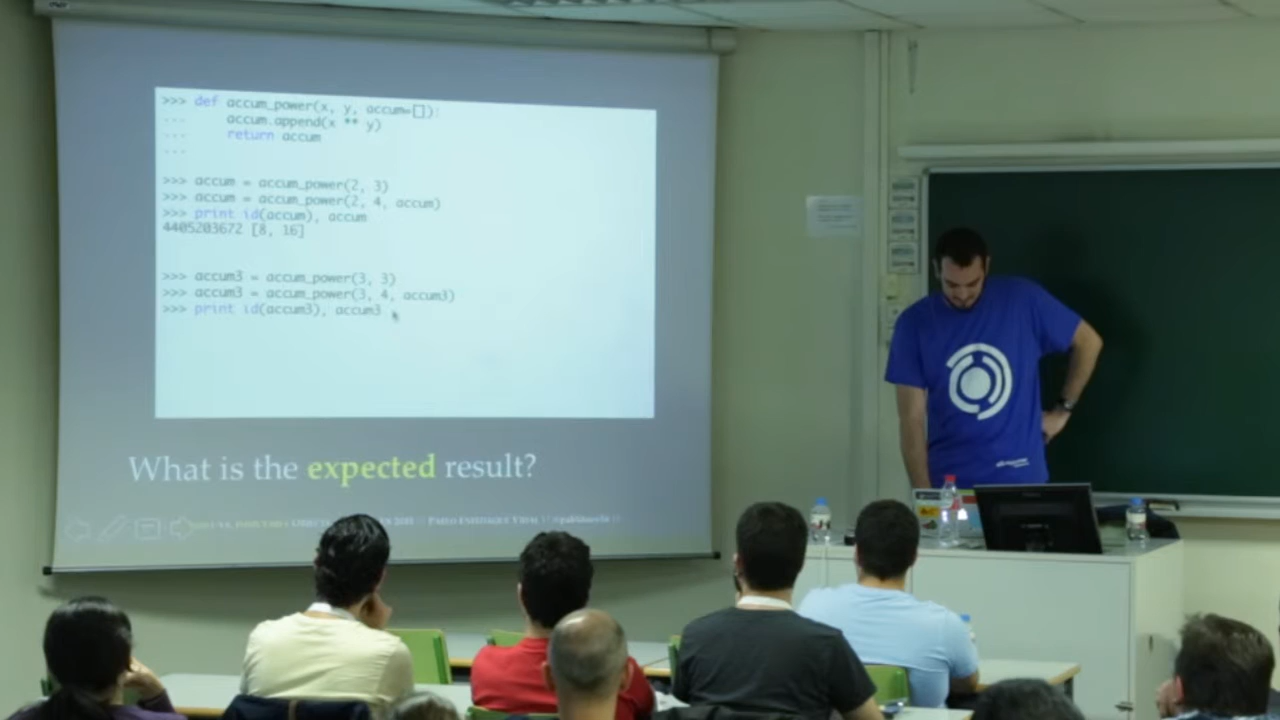 >>> def accum_power(x, y, accum=[]):
...     accum.append(x ** y)
...     return accum
...
>>> accum = accum_power(2, 3)
>>> accum = accum_power(2, 4, accum)
>>> print id(accum), accum
4405203672 [8, 16]
>>> accum3 = accum_power(3, 3)
>>> accum3 = accum_power(3, 4, accum3)
>>> print id(accum3), accum3
What is the expected result?